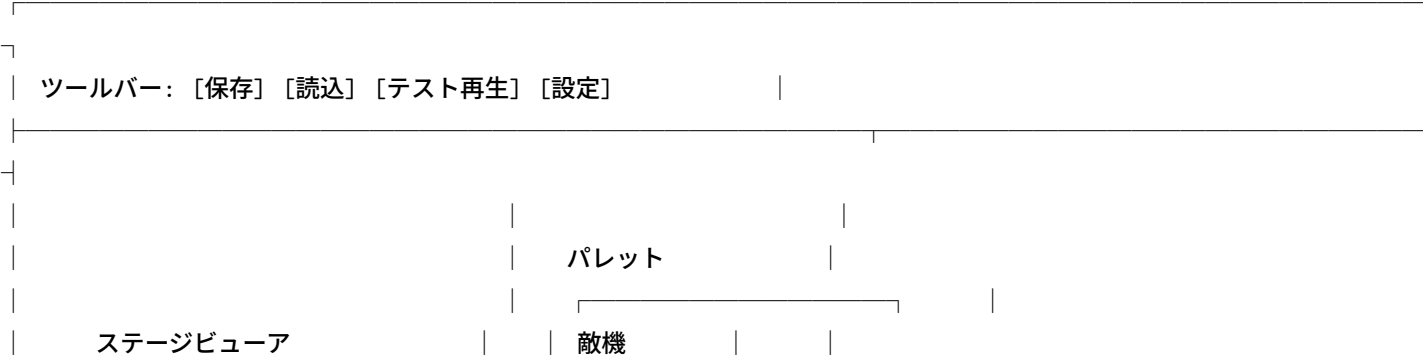 ツールバー: [保存] [読込] [テスト再生] [設定]
パレット
ステージビューア │ │ 敵機